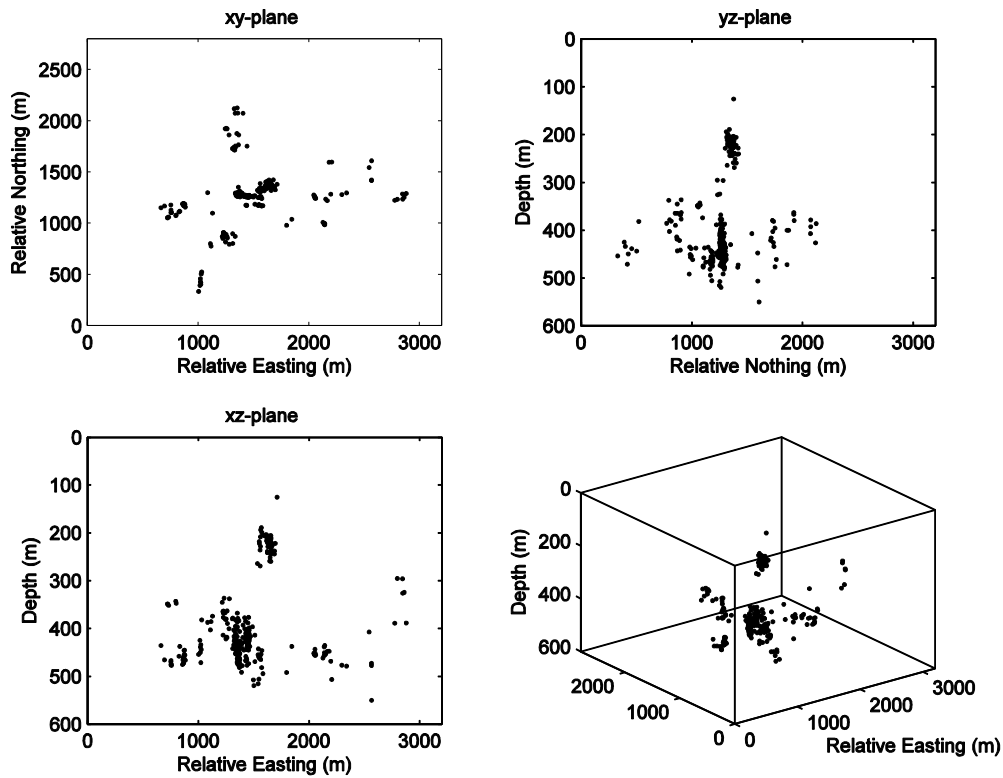 xy-plane
2500
2000
1500
1000
500
0
Relative Northing (m)
0 1000 2000 3000
Relative Easting (m)
yz-plane
0
100
200
300
400
500
600
Depth (m)
0 1000 2000 3000
Relative Nothing (m)
xz-plane
0
100
200
300
400
500
600
Depth (m)
0 1000 2000 3000
Relative Easting (m)
0
200
400
600
Depth (m)
2000
1000
0
0
1000
2000
3000
Relative Easting (m)